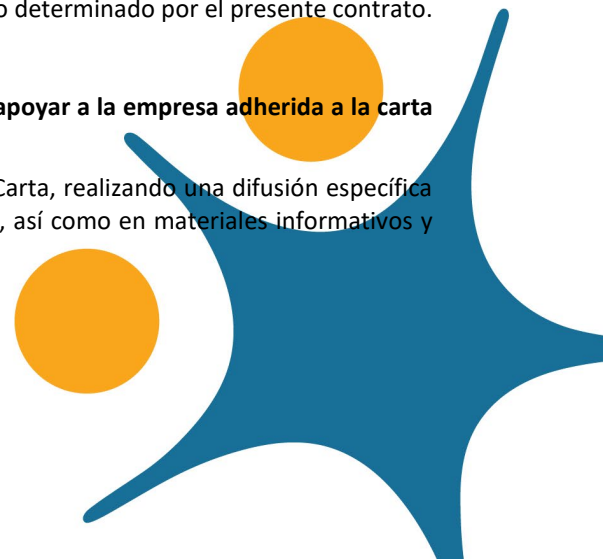 o determinado por el presente contrato.
apoyar a la empresa adherida a la carta
Carta, realizando una difusión específica
, así como en materiales informativos y